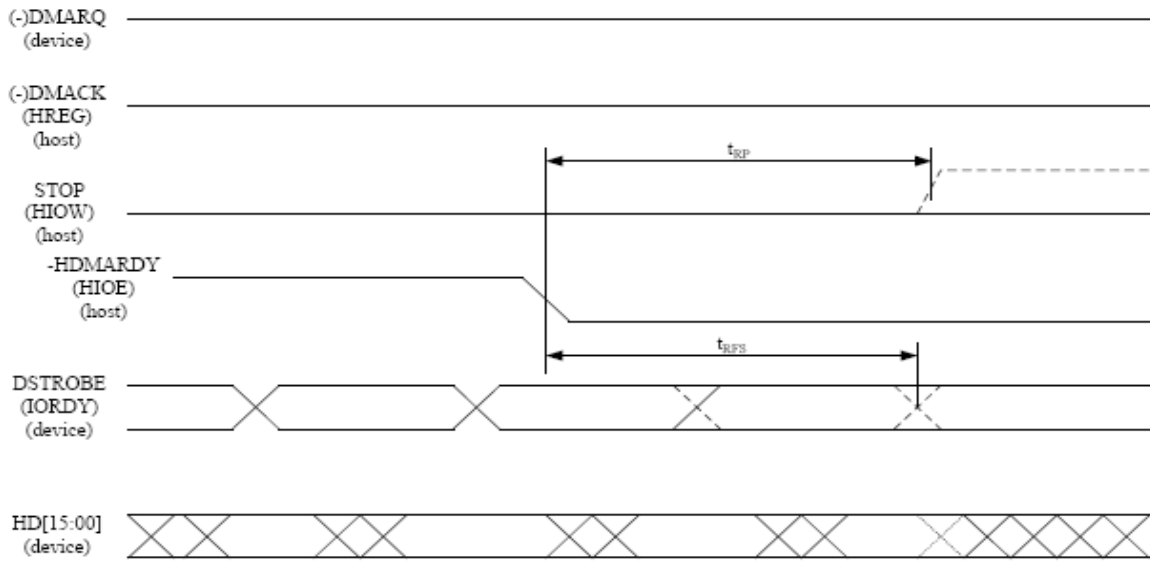 (-)DMARQ
(device)
(-)DMACK
(HREG)
(host)
tRP
STOP
(HIOW)
(host)
-HDMARDY
(HIOE)
(host)
tRFS
DSTROBE
(IORDY)
(device)
HD[15:00]
(device)